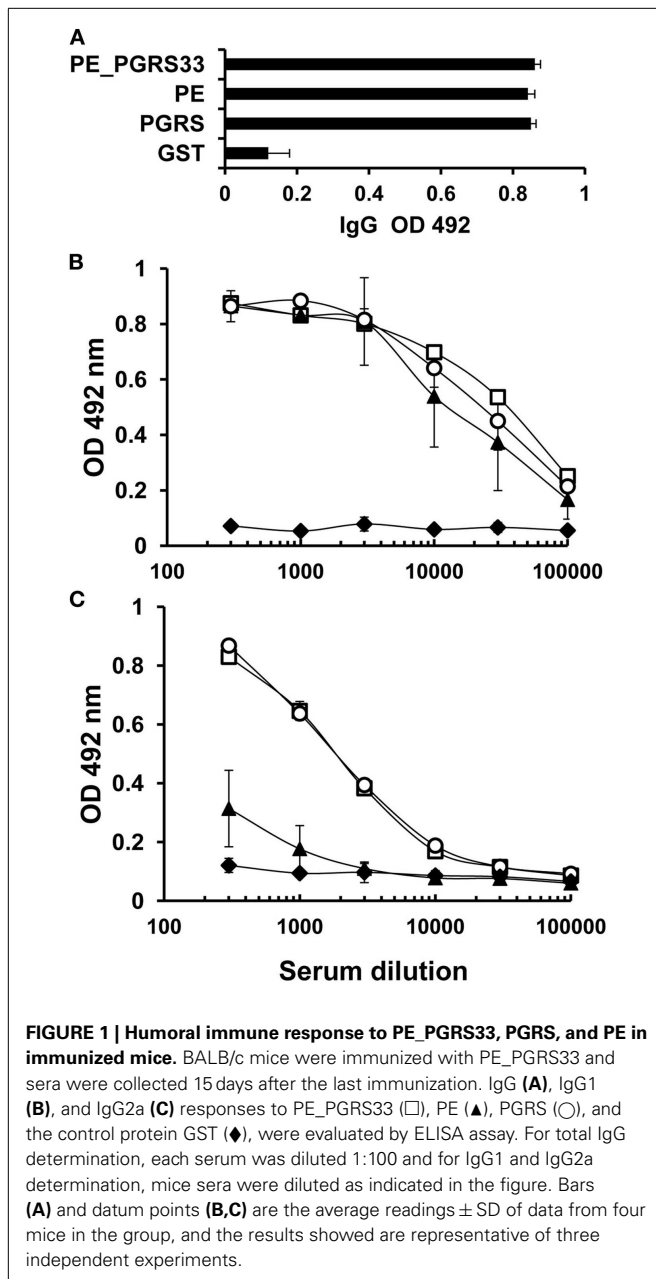 A
PE_PGRS33
PE
PGRS
GST
0 0.2 0.4 0.6 0.8 1
IgG OD 492
B
1
0.8
0.6
0.4
0.2
0
OD 492 nm
100 1000 10000 100000
C
1
0.8
0.6
0.4
0.2
0
OD 492 nm
100 1000 10000 100000
Serum dilution
FIGURE 1 | Humoral immune response to PE_PGRS33, PGRS, and PE in
immunized mice. BALB/c mice were immunized with PE_PGRS33 and
sera were collected 15 days after the last immunization. IgG (A), IgG1
(B), and IgG2a (C) responses to PE_PGRS33 (□), PE (▲), PGRS (○), and
the control protein GST (♦), were evaluated by ELISA assay. For total IgG
determination, each serum was diluted 1:100 and for IgG1 and IgG2a
determination, mice sera were diluted as indicated in the figure. Bars
(A) and datum points (B,C) are the average readings ± SD of data from four
mice in the group, and the results showed are representative of three
independent experiments.